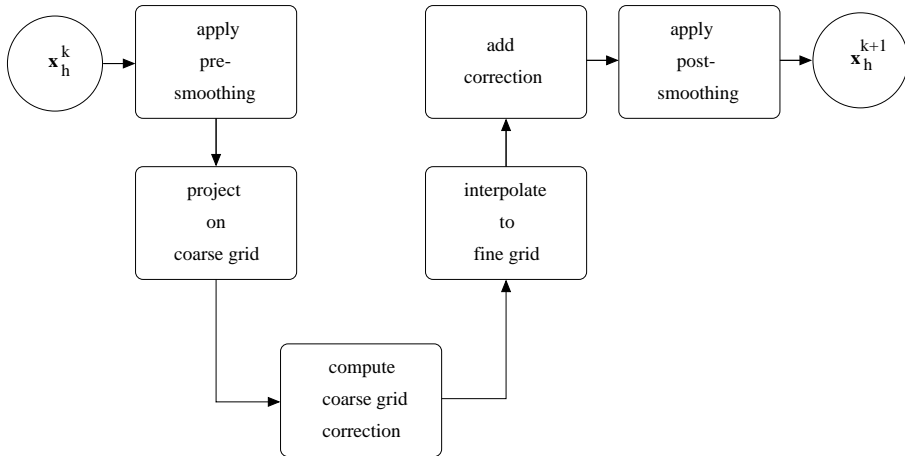 x_h^k
apply
pre-
smoothing
project
on
coarse grid
compute
coarse grid
correction
interpolate
to
fine grid
add
correction
apply
post-
smoothing
x_h^{k+1}